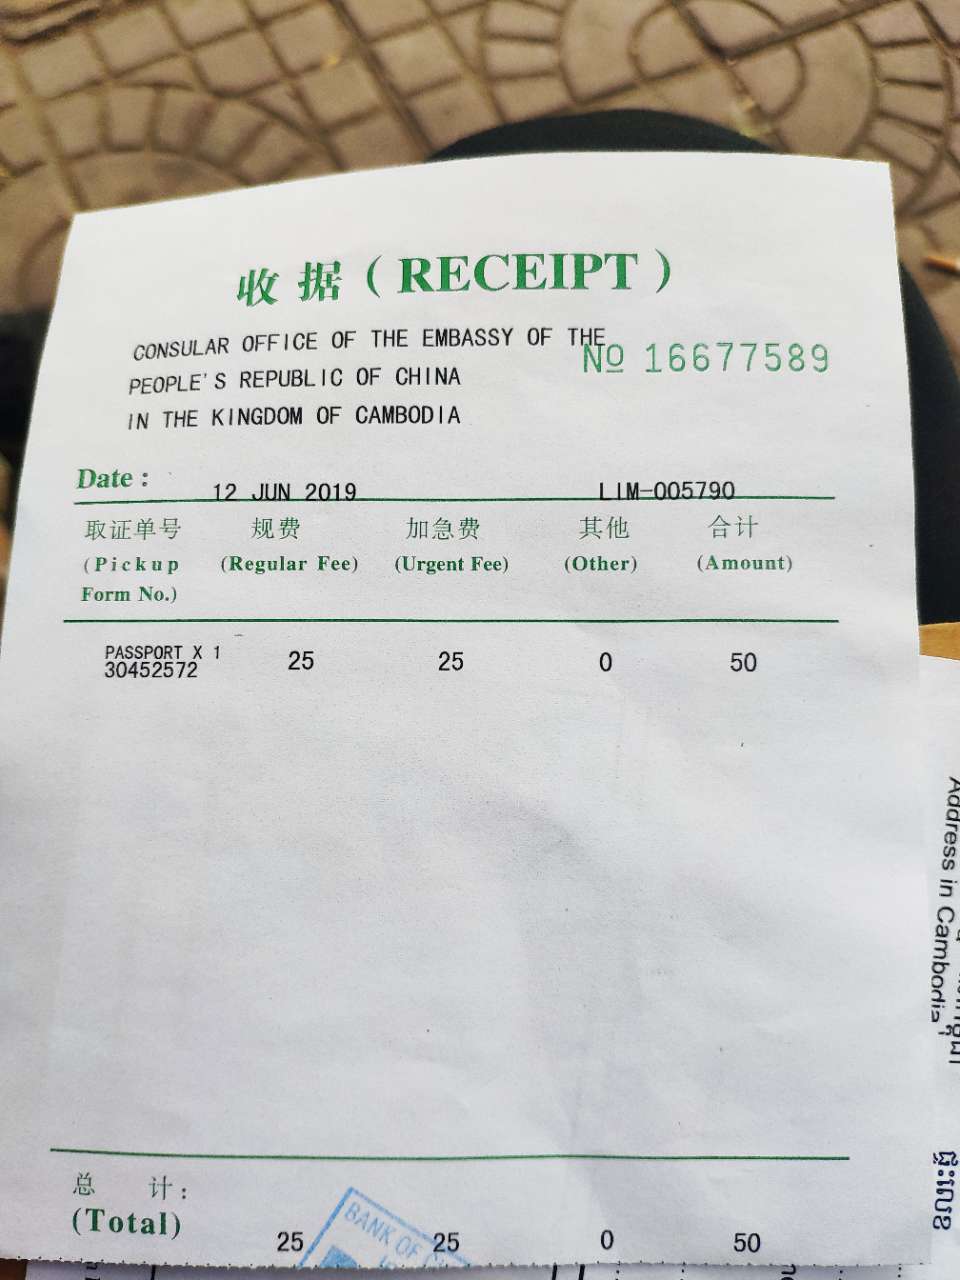 收据(RECEIPT)
CONSULAR OFFICE OF THE EMBASSY OF THE
PEOPLE'S REPUBLIC OF CHINA
IN THE KINGDOM OF CAMBODIA
№ 16677589
Date: 12 JUN 2019 LIM-005790
取证单号 规费 加急费 其他 合计
(Pickup (Regular Fee) (Urgent Fee) (Other) (Amount)
Form No.)
PASSPORT X 1
30452572 25 25 0 50
总 计:
(Total) 25 25 0 50
BANK OF
Address in Cambodia